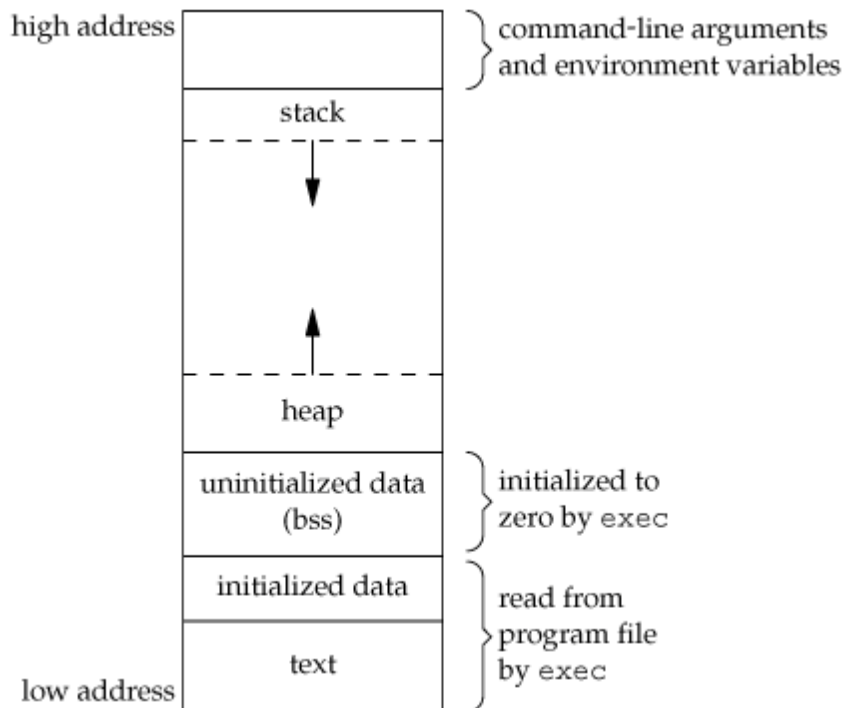 high address
command-line arguments
and environment variables
stack
heap
uninitialized data
(bss)
initialized to
zero by exec
initialized data
read from
program file
by exec
text
low address